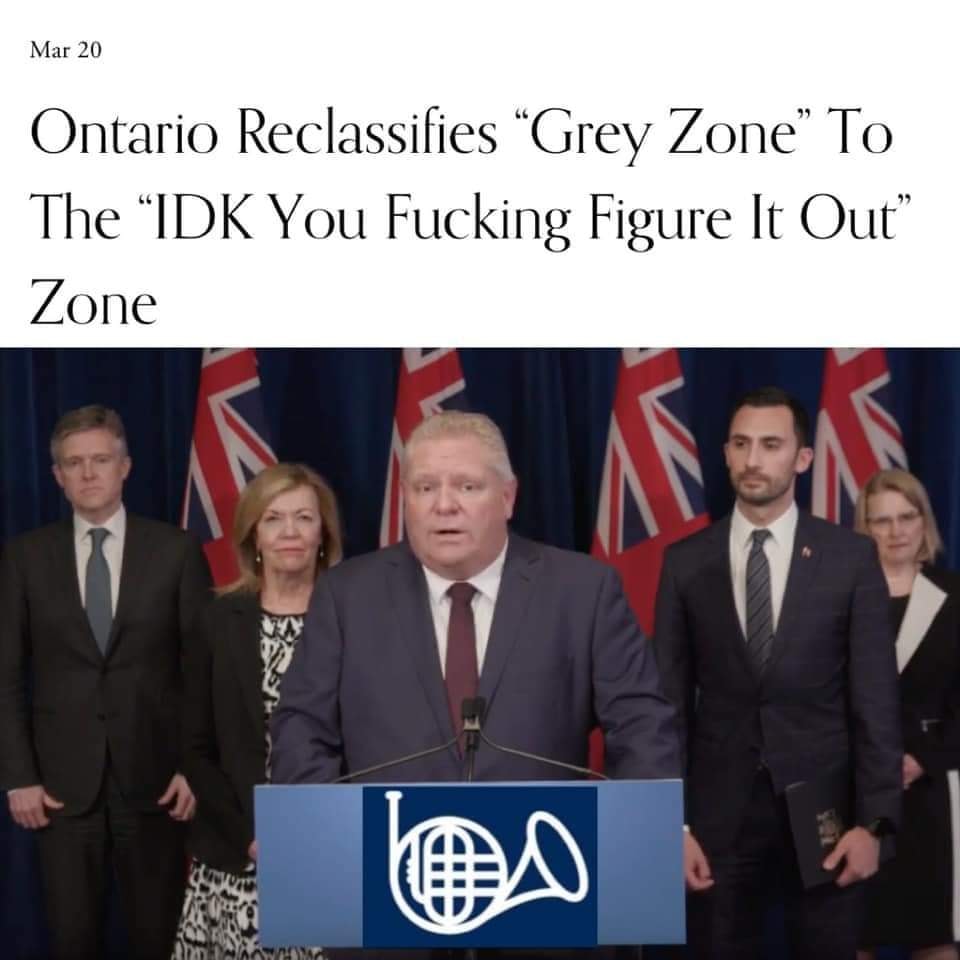 Mar 20
Ontario Reclassifies “Grey Zone” To
The “IDK You Fucking Figure It Out”
Zone